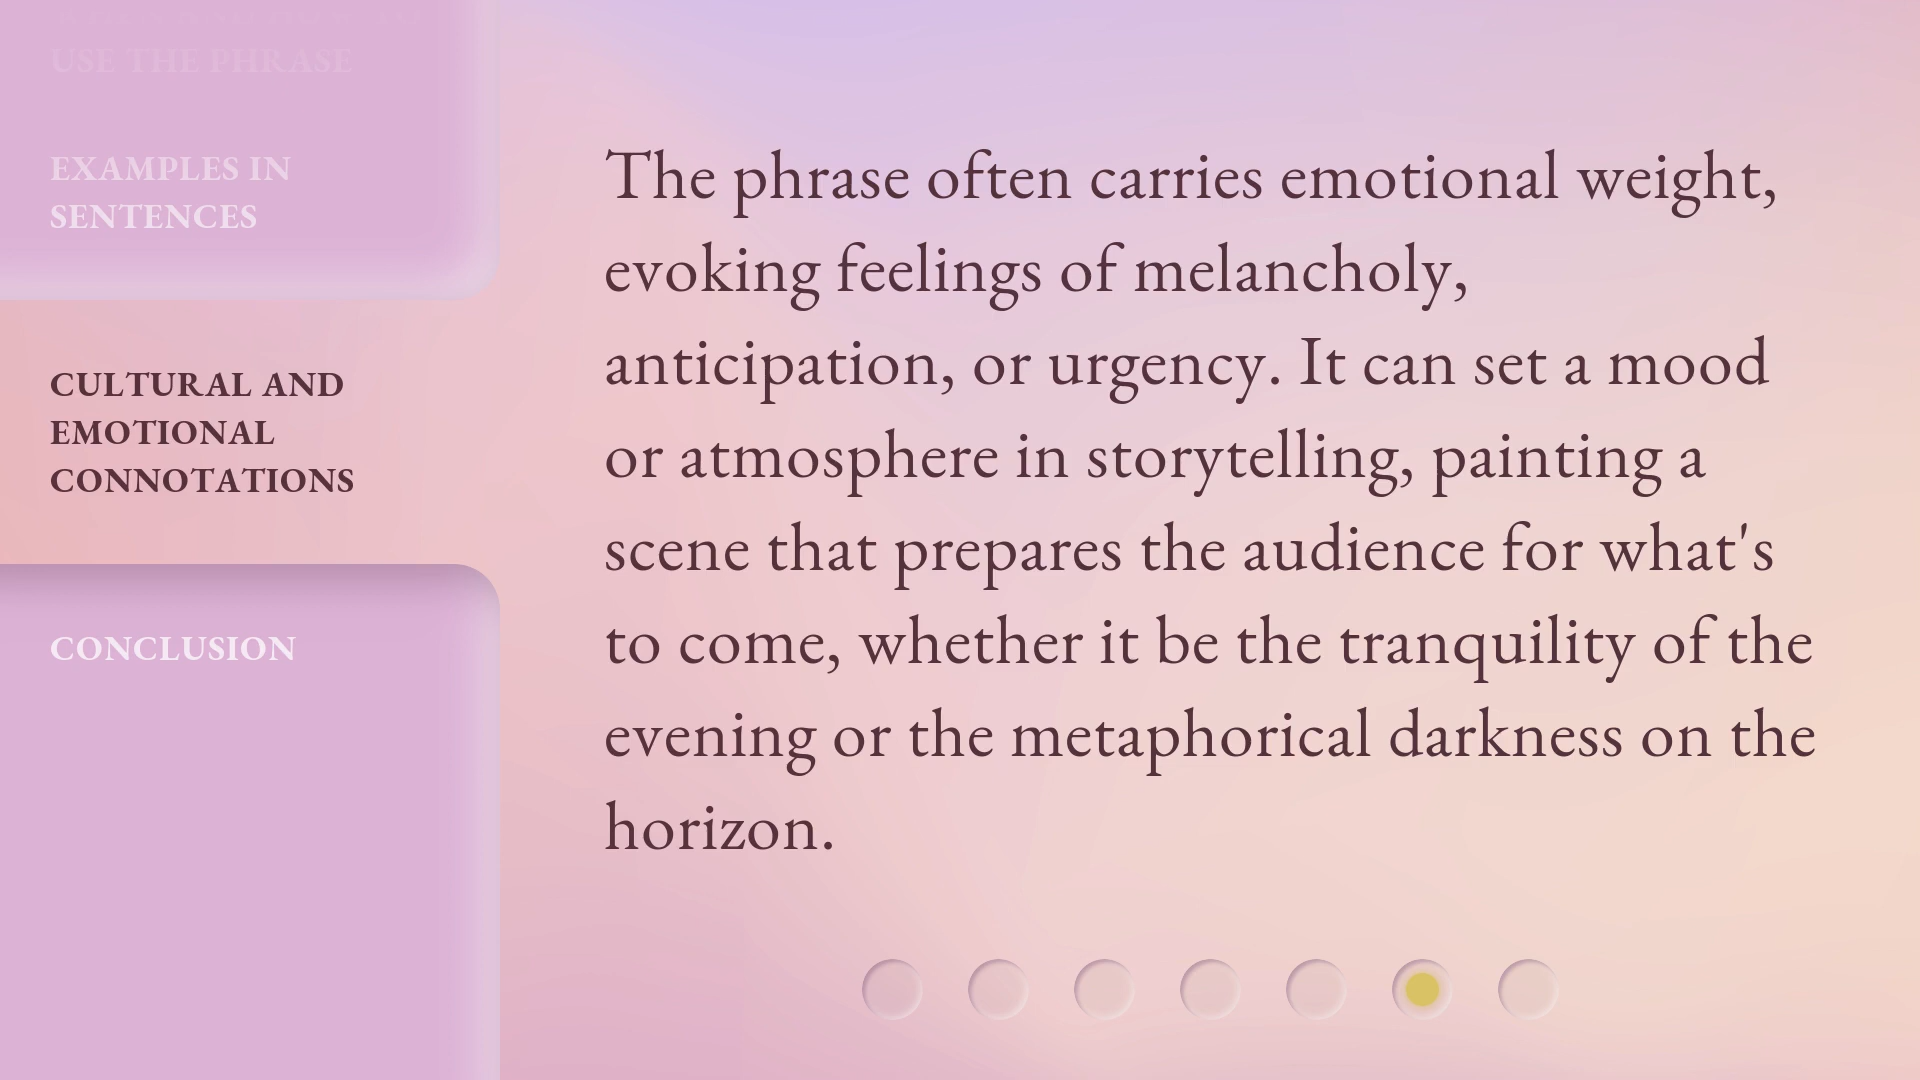 USE THE PHRASE
EXAMPLES IN
SENTENCES
CULTURAL AND
EMOTIONAL
CONNOTATIONS
CONCLUSION
The phrase often carries emotional weight,
evoking feelings of melancholy,
anticipation, or urgency. It can set a mood
or atmosphere in storytelling, painting a
scene that prepares the audience for what's
to come, whether it be the tranquility of the
evening or the metaphorical darkness on the
horizon.